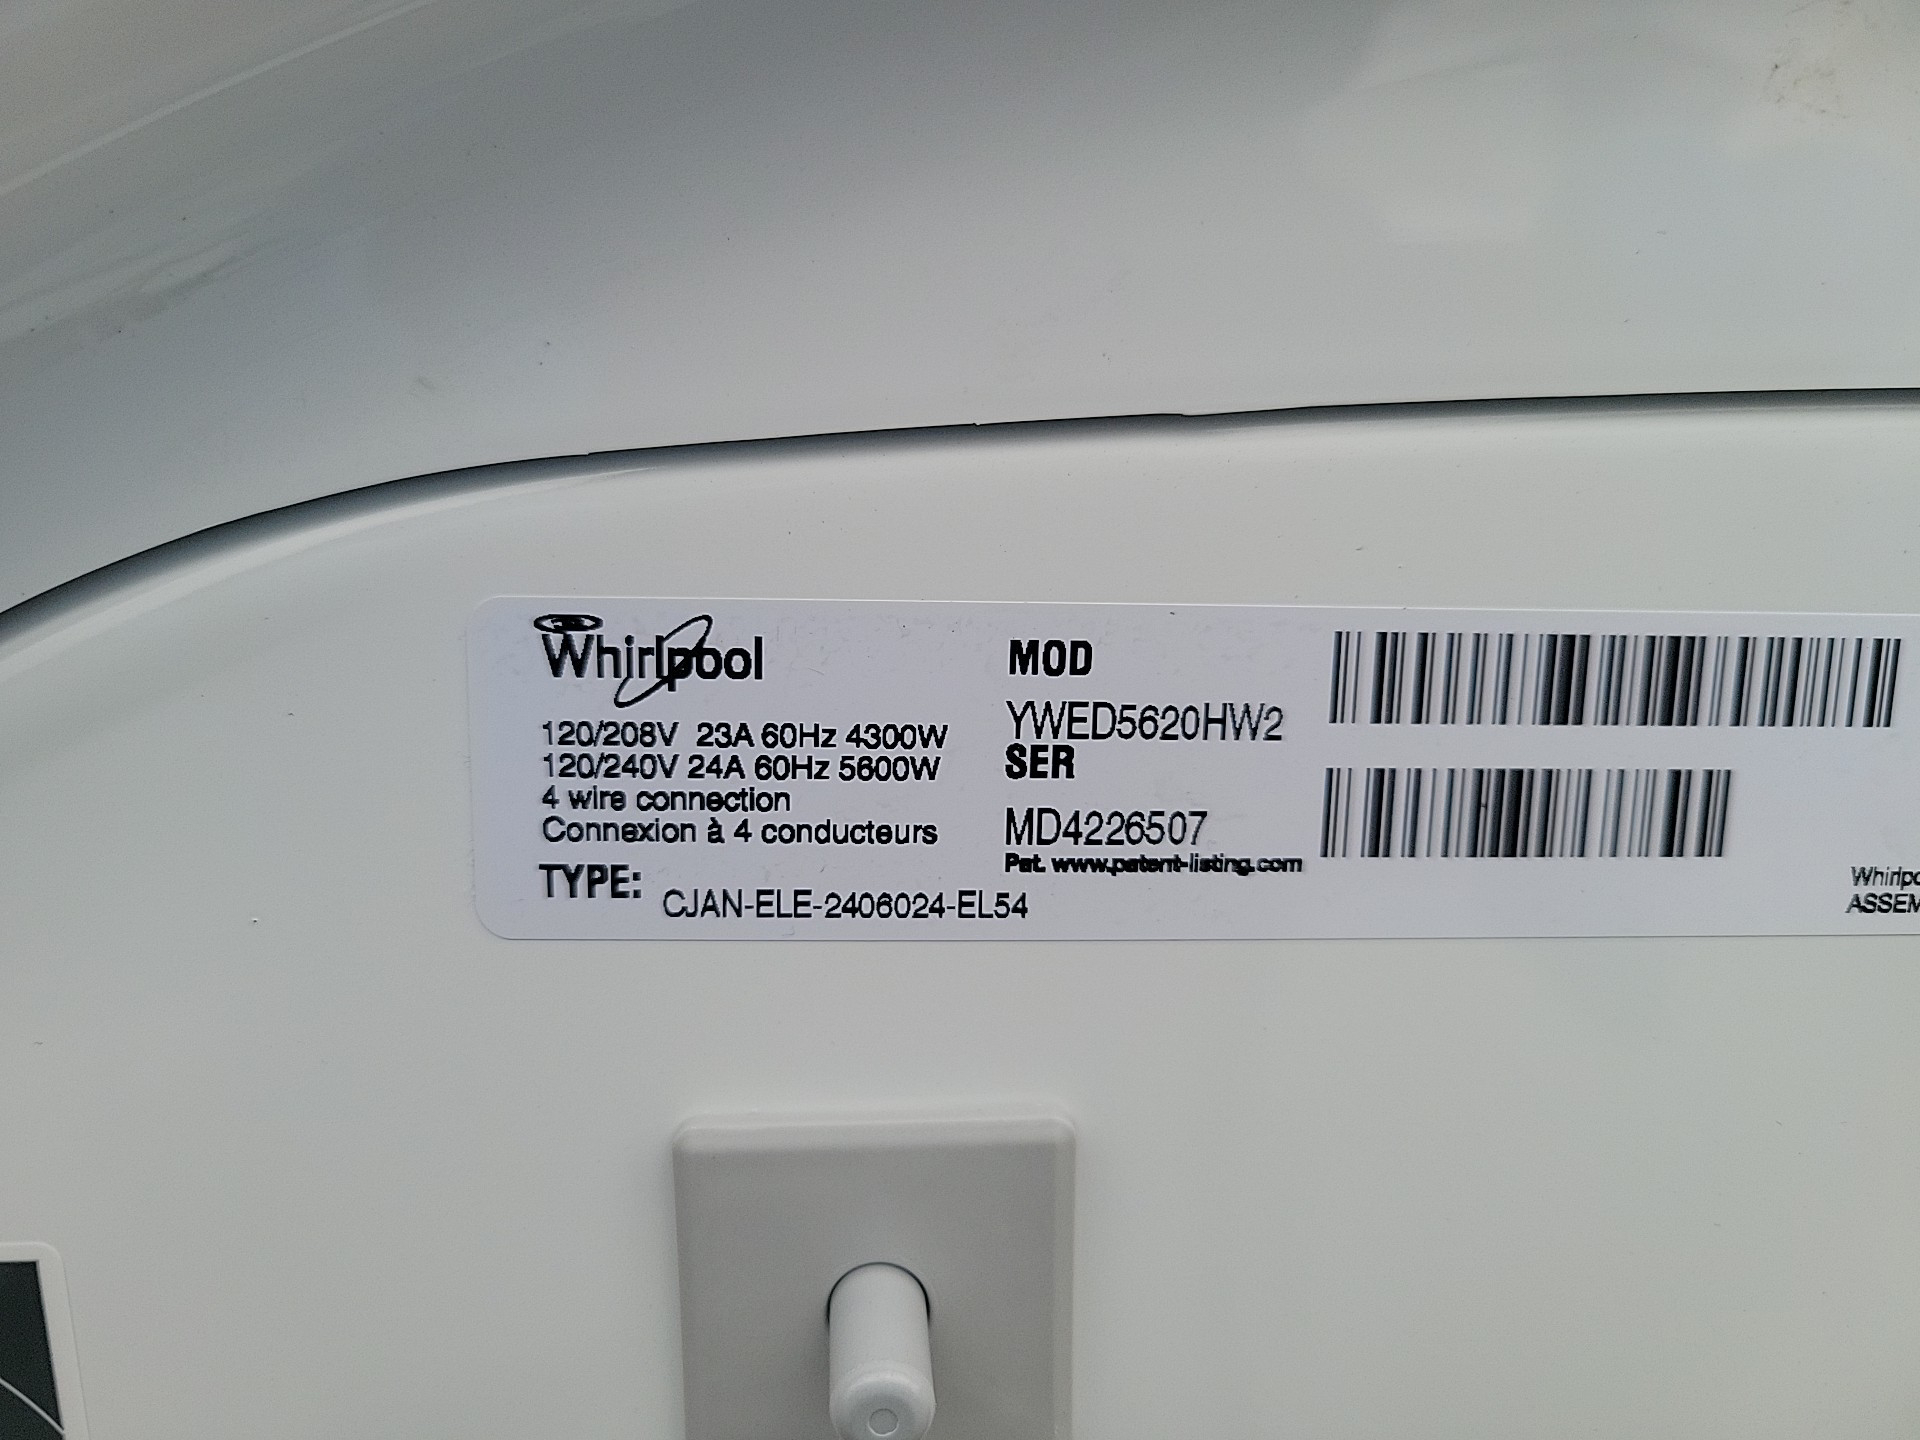 Whirlpool
120/208V 23A 60Hz 4300W
120/240V 24A 60Hz 5600W
4 wire connection
Connexion à 4 conducteurs
TYPE: CJAN-ELE-2406024-EL54
MOD
YWED5620HW2
SER
MD4226507
Pat. www.patent-listing.com